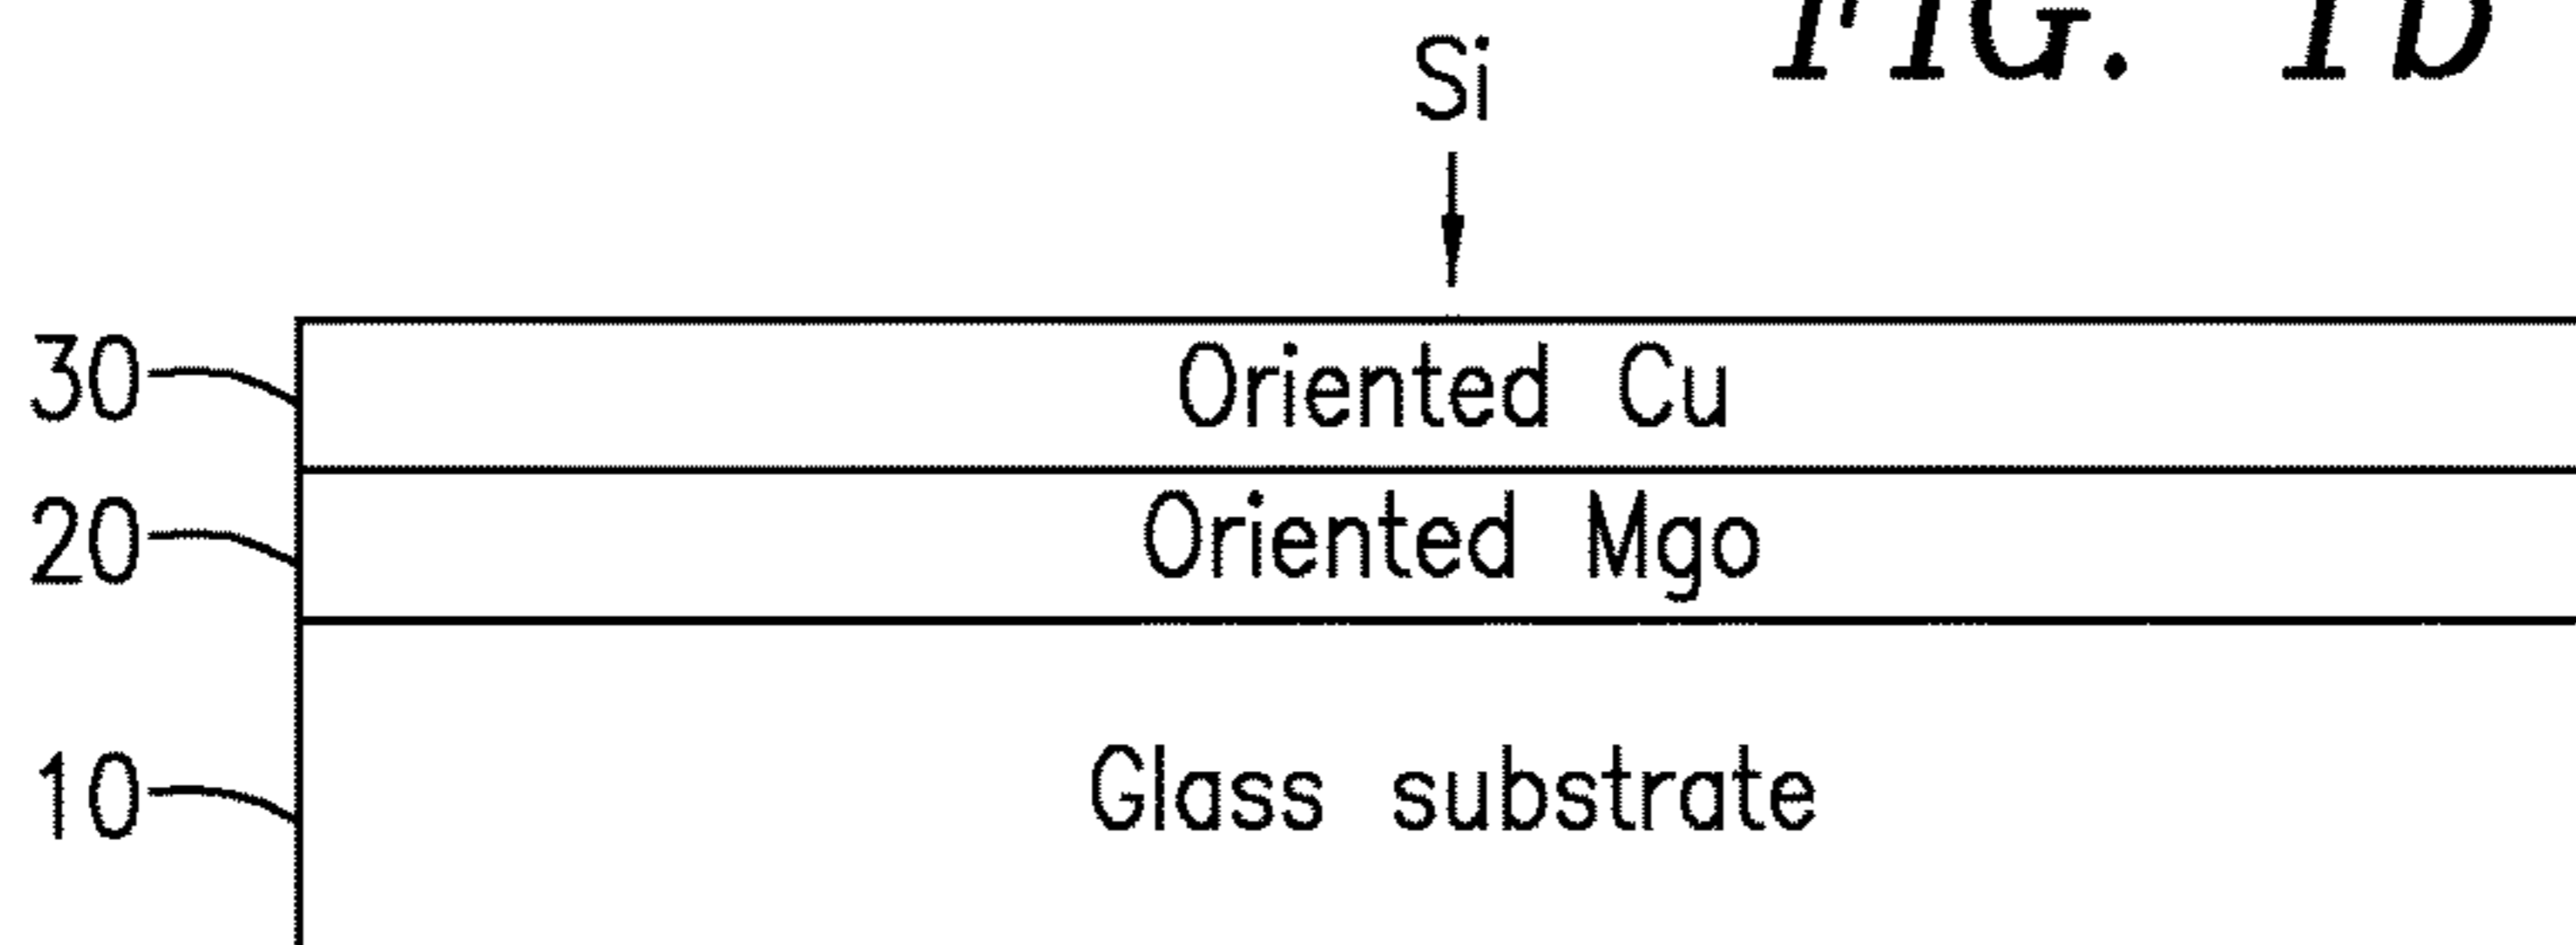 FIG. 1b
Si
30
Oriented Cu
20
Oriented Mgo
10
Glass substrate